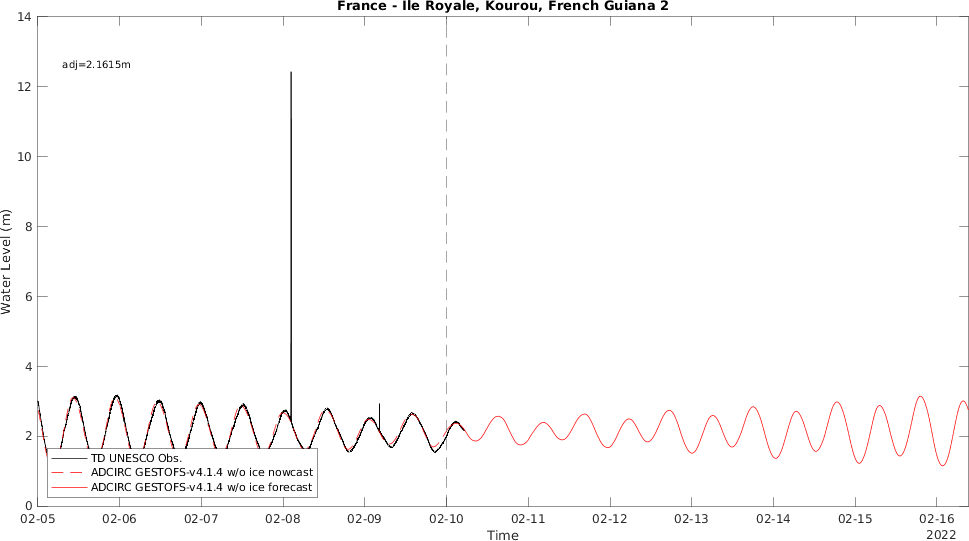 France - Ile Royale, Kourou, French Guiana 2
14
adj=2.1615m
12
10
8
Water Level (m)
6
4
2
TD UNESCO Obs.
ADCIRC GESTOFS-v4.1.4 w/o ice nowcast
ADCIRC GESTOFS-v4.1.4 w/o ice forecast
0
02-05 02-06 02-07 02-08 02-09 02-10 02-11 02-12 02-13 02-14 02-15 02-16
Time 2022